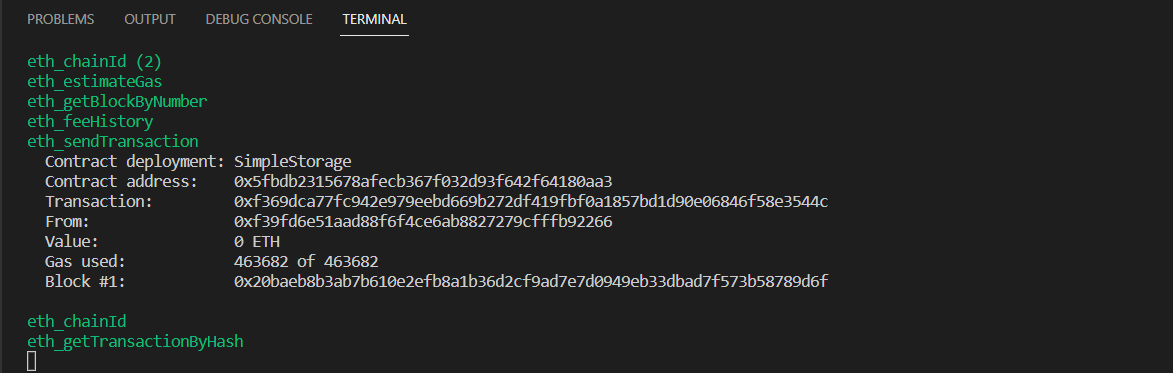 PROBLEMS OUTPUT DEBUG CONSOLE TERMINAL
eth_chainId (2)
eth_estimateGas
eth_getBlockByNumber
eth_feeHistory
eth_sendTransaction
Contract deployment: SimpleStorage
Contract address: 0x5fbdb2315678afecb367f032d93f642f64180aa3
Transaction: 0xf369dca77fc942e979eebd669b272df419fbf0a1857bd1d90e06846f58e3544c
From: 0xf39fd6e51aad88f6f4ce6ab8827279cfffb92266
Value: 0 ETH
Gas used: 463682 of 463682
Block #1: 0x20baeb8b3ab7b610e2efb8a1b36d2cf9ad7e7d0949eb33dbad7f573b58789d6f
eth_chainId
eth_getTransactionByHash